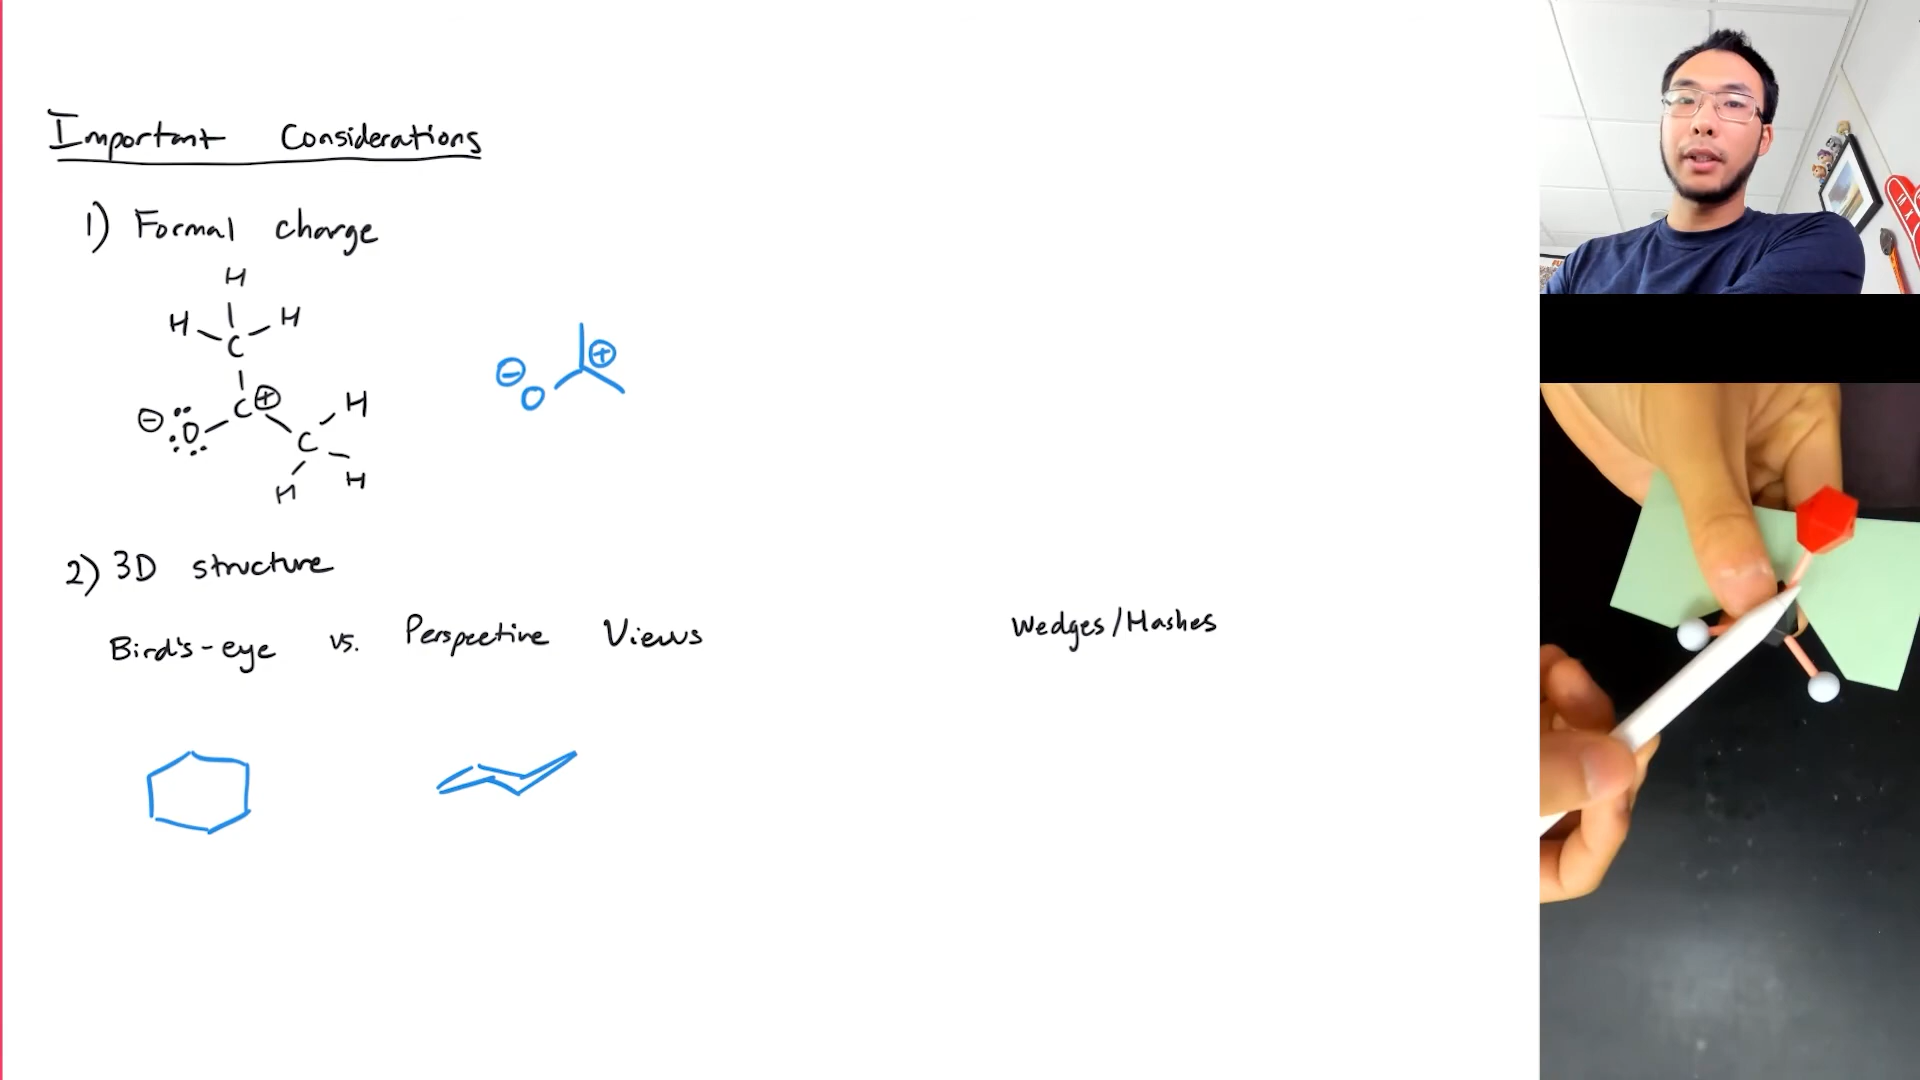 Important Considerations
1) Formal charge
H
H C H
⊖ :Ö: C ⊕ C H
H H
⊖ O ⊕
2) 3D structure
Bird's-eye vs. Perspective Views
Wedges/Hashes